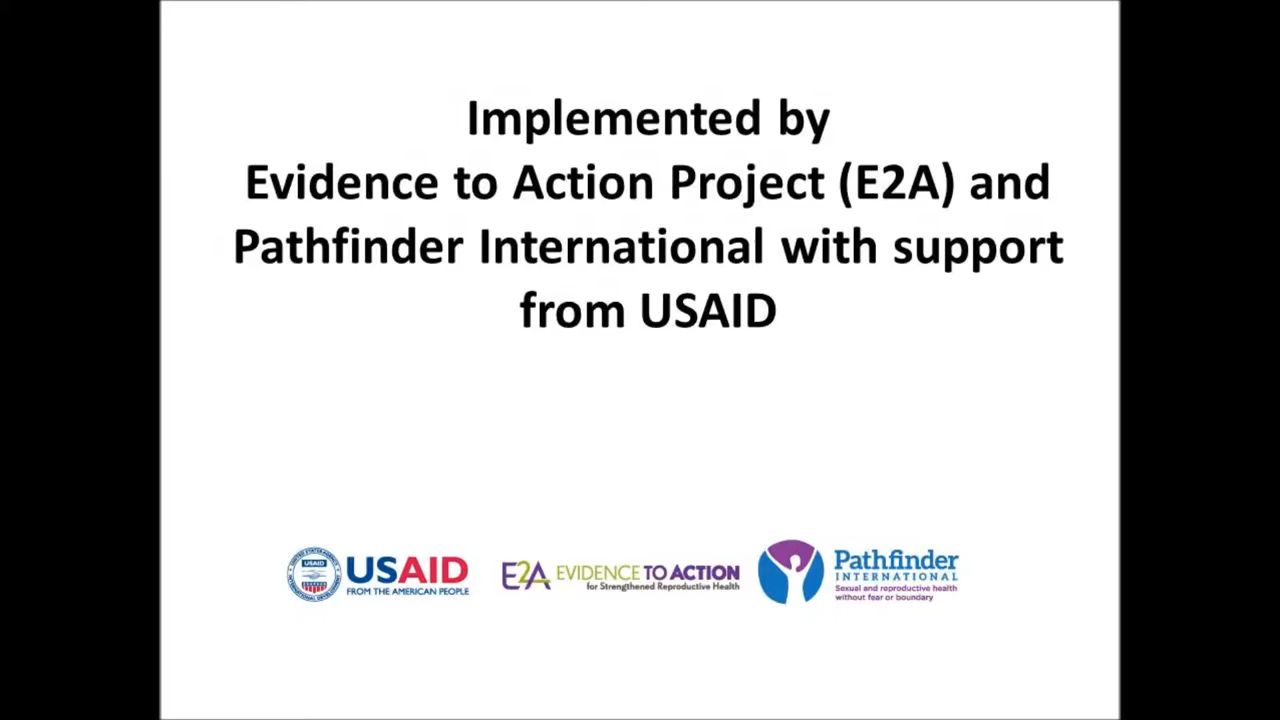 Implemented by
Evidence to Action Project (E2A) and
Pathfinder International with support
from USAID
USAID
USAID
FROM THE AMERICAN PEOPLE
E2A EVIDENCE TO ACTION
for Strengthened Reproductive Health
Pathfinder
INTERNATIONAL
Sexual and reproductive health
without fear or boundary